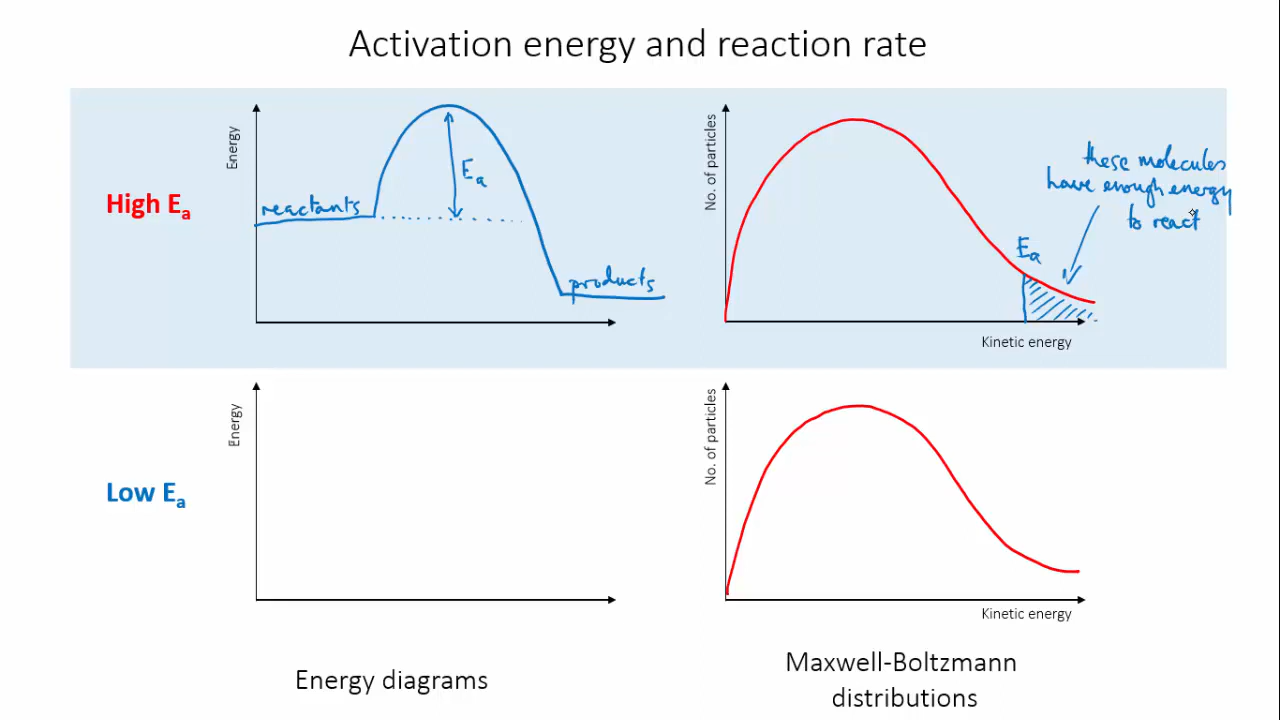 Activation energy and reaction rate
High Ea
Energy
reactants
Ea
products
No. of particles
Ea
these molecules
have enough energy
to react
Kinetic energy
Low Ea
Energy
No. of particles
Kinetic energy
Energy diagrams
Maxwell-Boltzmann
distributions